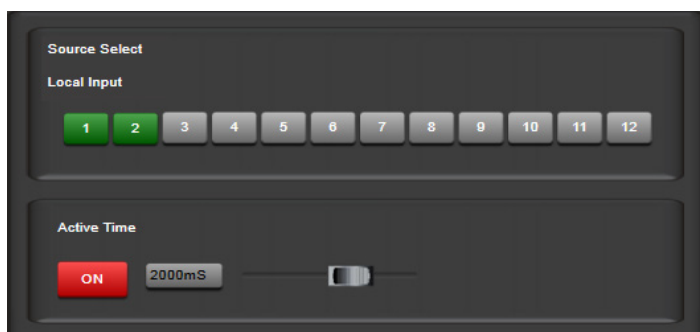 Source Select
Local Input
1 2 3 4 5 6 7 8 9 10 11 12
Active Time
ON 2000mS